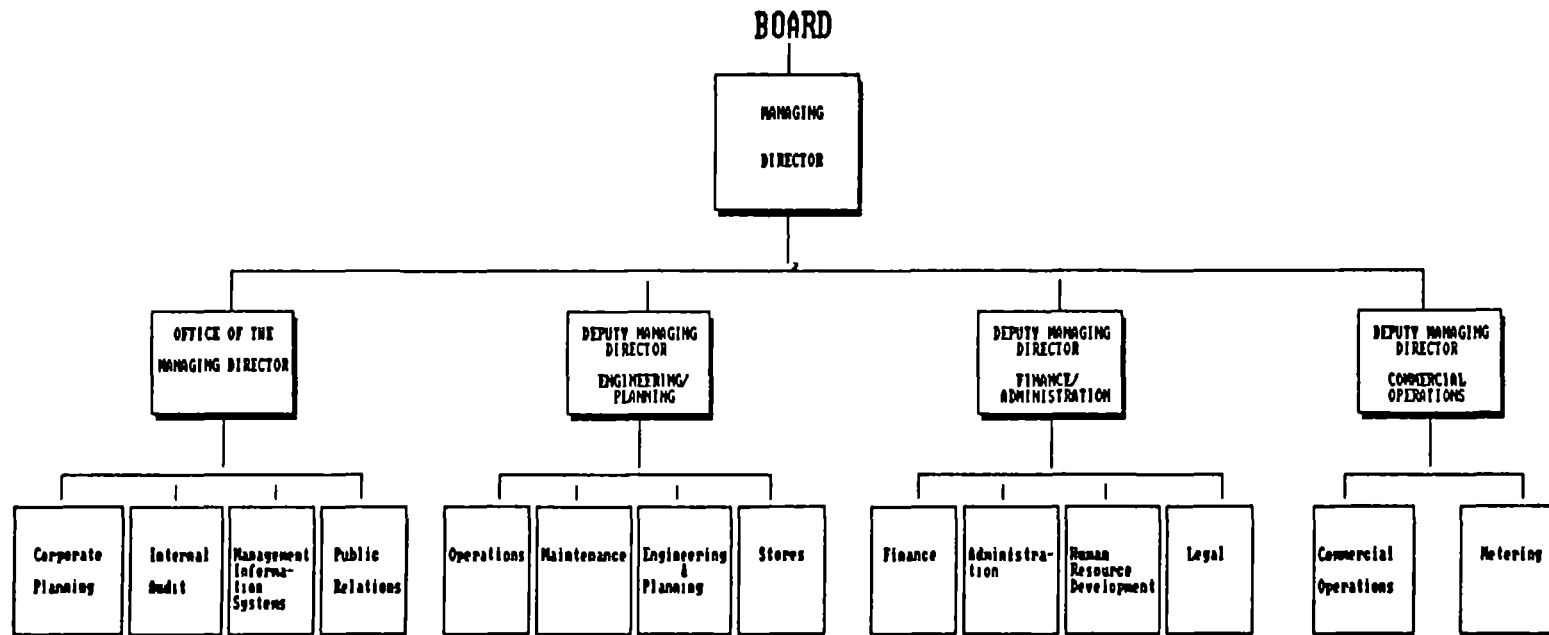 BOARD
MANAGING
DIRECTOR
OFFICE OF THE
MANAGING DIRECTOR
DEPUTY MANAGING
DIRECTOR
ENGINEERING/
PLANNING
DEPUTY MANAGING
DIRECTOR
FINANCE/
ADMINISTRATION
DEPUTY MANAGING
DIRECTOR
COMMERCIAL
OPERATIONS
Corporate
Planning
Internal
Audit
Management
Informa-
tion
Systems
Public
Relations
Operations
Maintenance
Engineering
&
Planning
Stores
Finance
Administra-
tion
Human
Resource
Development
Legal
Commercial
Operations
Metering